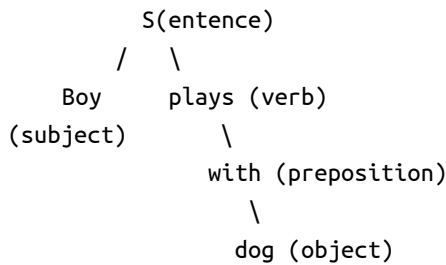 S(entence)
/ \
Boy plays (verb)
(subject) \
with (preposition)
\
dog (object)